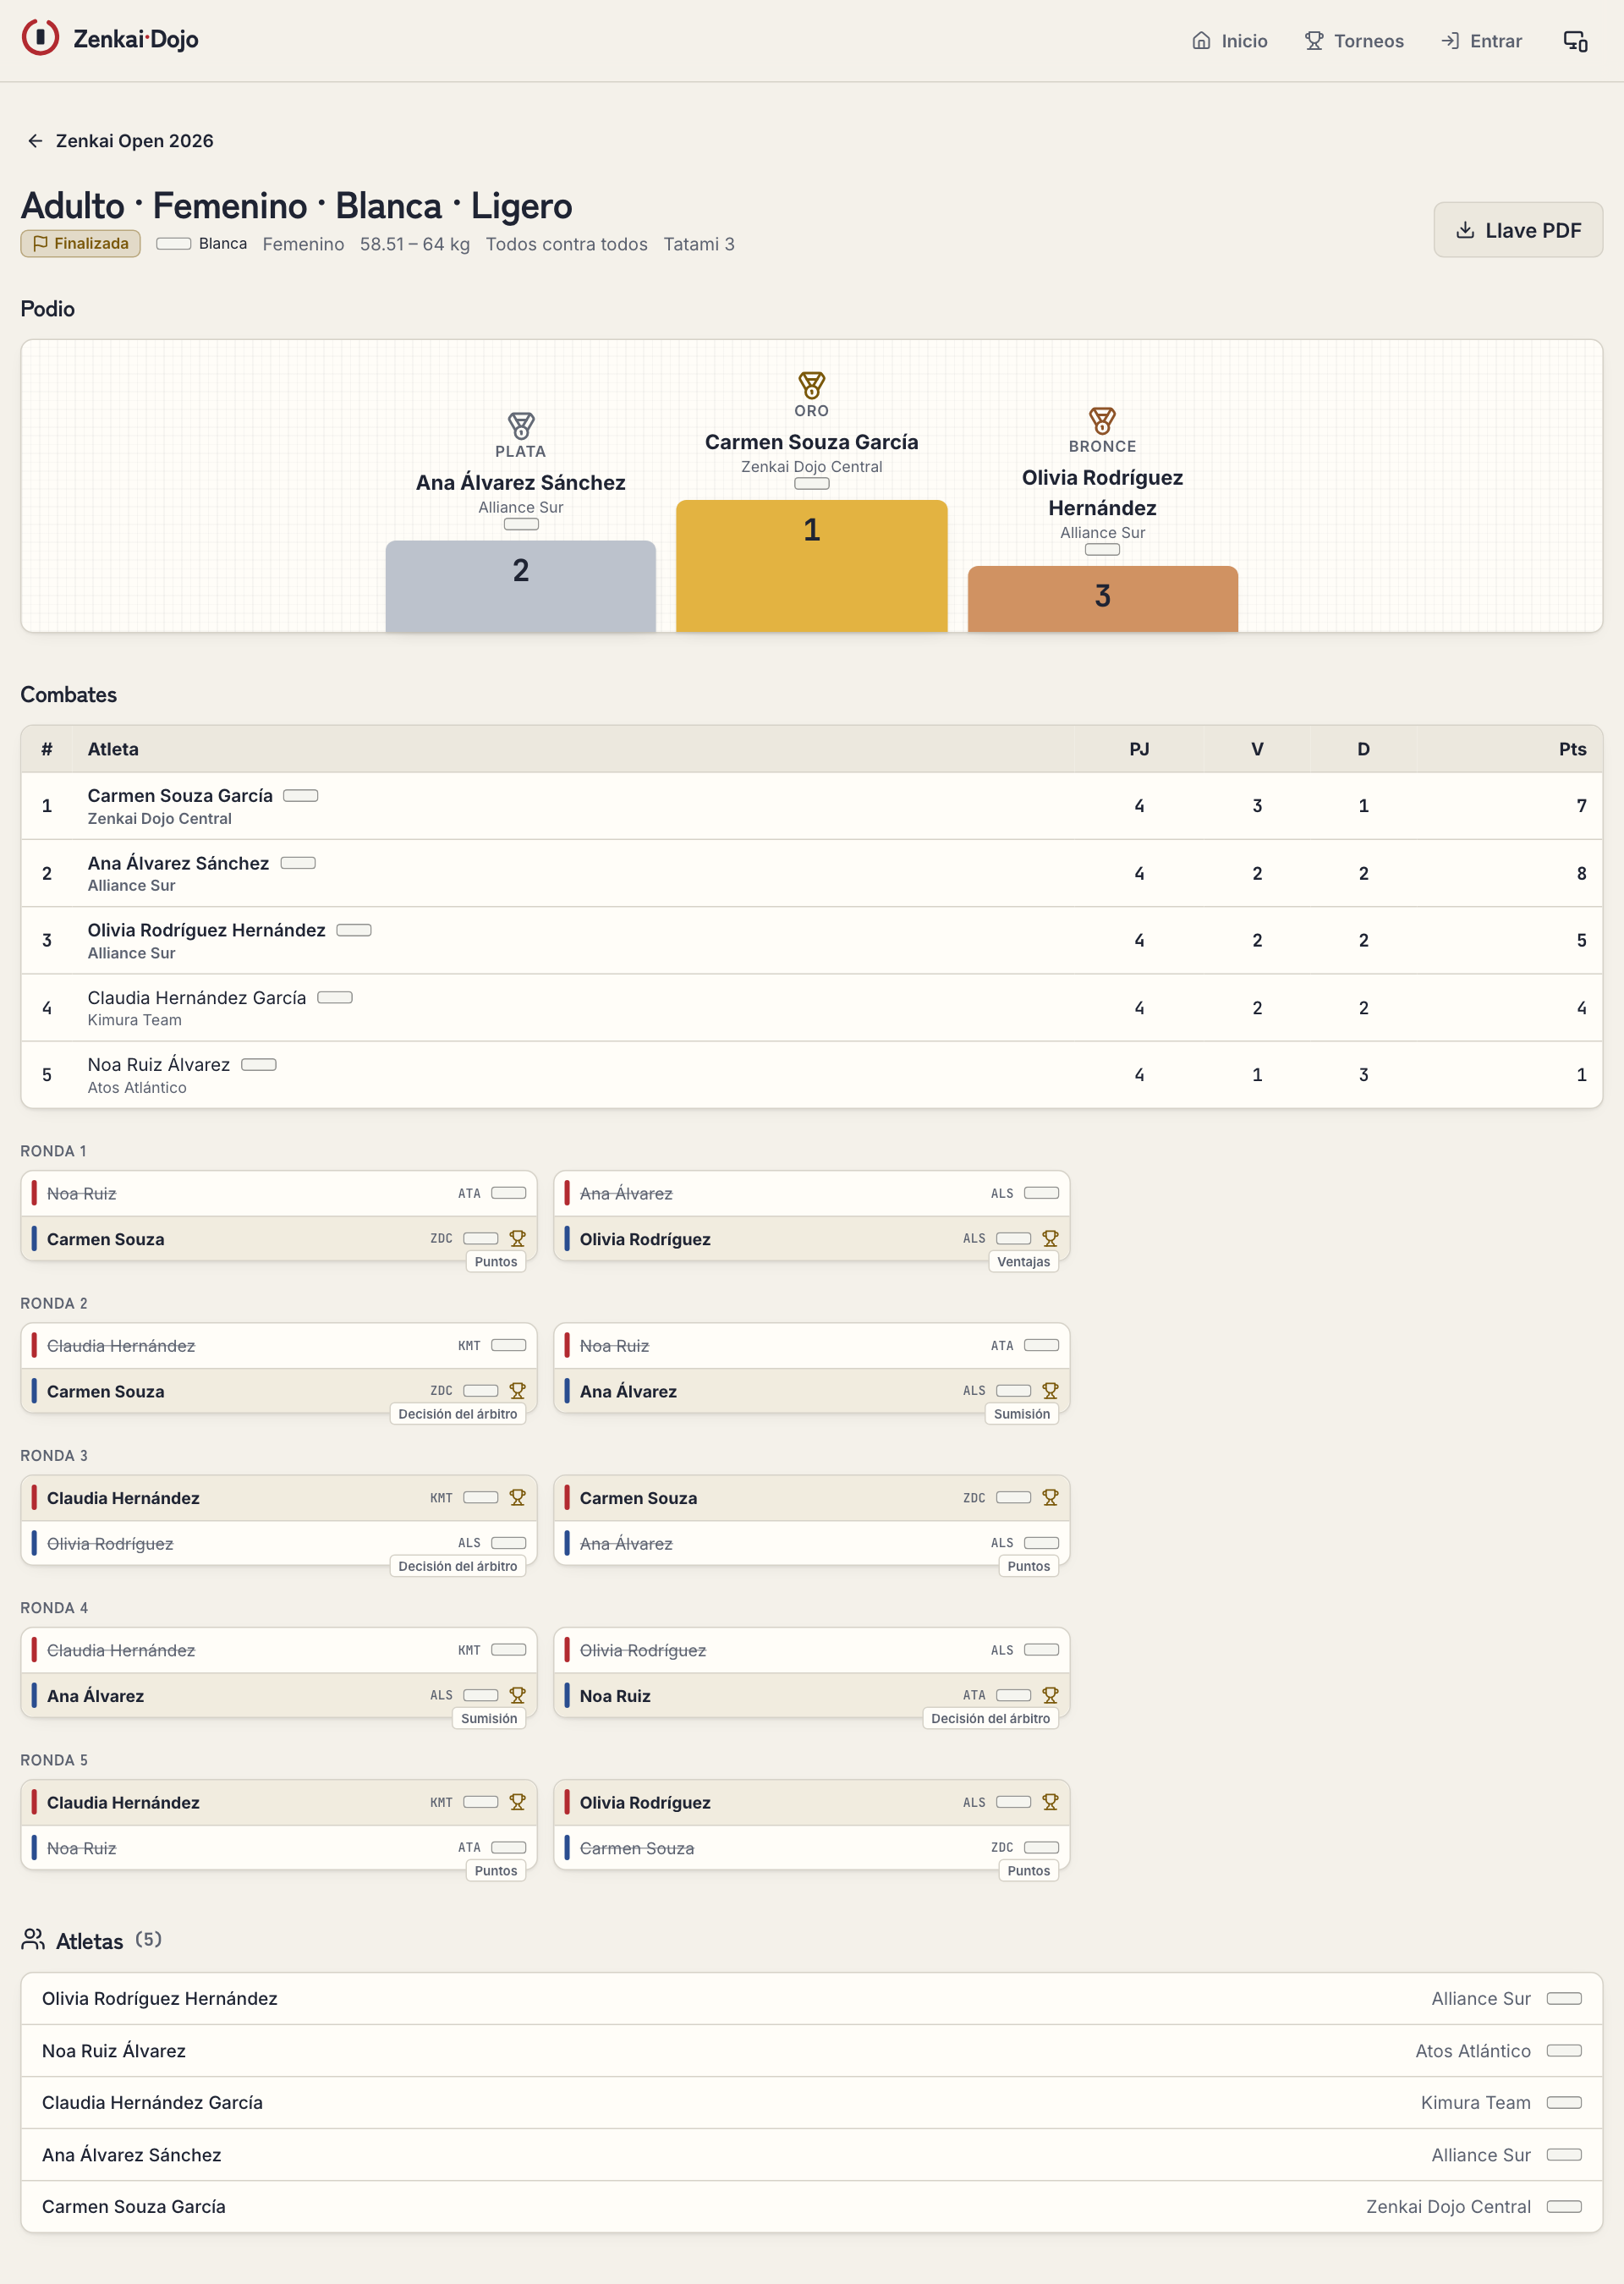 Zenkai·Dojo
Inicio Torneos Entrar
Zenkai Open 2026
Adulto · Femenino · Blanca · Ligero
Finalizada Blanca Femenino 58.51 – 64 kg Todos contra todos Tatami 3
Llave PDF
Podio
PLATA
Ana Álvarez Sánchez
Alliance Sur
2
ORO
Carmen Souza García
Zenkai Dojo Central
1
BRONCE
Olivia Rodríguez
Hernández
Alliance Sur
3
Combates
# Atleta PJ V D Pts
1 Carmen Souza García 4 3 1 7
Zenkai Dojo Central
2 Ana Álvarez Sánchez 4 2 2 8
Alliance Sur
3 Olivia Rodríguez Hernández 4 2 2 5
Alliance Sur
4 Claudia Hernández García 4 2 2 4
Kimura Team
5 Noa Ruiz Álvarez 4 1 3 1
Atos Atlántico
RONDA 1
Noa Ruiz ATA
Carmen Souza ZDC
Puntos
Ana Álvarez ALS
Olivia Rodríguez ALS
Ventajas
RONDA 2
Claudia Hernández KMT
Carmen Souza ZDC
Decisión del árbitro
Noa Ruiz ATA
Ana Álvarez ALS
Sumisión
RONDA 3
Claudia Hernández KMT
Olivia Rodríguez ALS
Decisión del árbitro
Carmen Souza ZDC
Ana Álvarez ALS
Puntos
RONDA 4
Claudia Hernández KMT
Ana Álvarez ALS
Sumisión
Olivia Rodríguez ALS
Noa Ruiz ATA
Decisión del árbitro
RONDA 5
Claudia Hernández KMT
Noa Ruiz ATA
Puntos
Olivia Rodríguez ALS
Carmen Souza ZDC
Puntos
Atletas (5)
Olivia Rodríguez Hernández Alliance Sur
Noa Ruiz Álvarez Atos Atlántico
Claudia Hernández García Kimura Team
Ana Álvarez Sánchez Alliance Sur
Carmen Souza García Zenkai Dojo Central